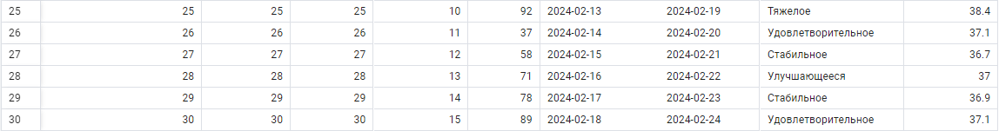 25 25 25 25 10 92 2024-02-13 2024-02-19 Тяжелое 38.4
26 26 26 26 11 37 2024-02-14 2024-02-20 Удовлетворительное 37.1
27 27 27 27 12 58 2024-02-15 2024-02-21 Стабильное 36.7
28 28 28 28 13 71 2024-02-16 2024-02-22 Улучшающееся 37
29 29 29 29 14 78 2024-02-17 2024-02-23 Стабильное 36.9
30 30 30 30 15 89 2024-02-18 2024-02-24 Удовлетворительное 37.1